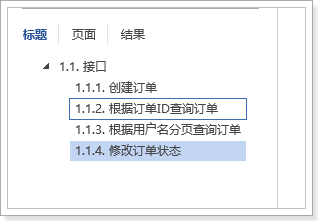 标题 页面 结果
1.1. 接口
1.1.1. 创建订单
1.1.2. 根据订单ID查询订单
1.1.3. 根据用户名分页查询订单
1.1.4. 修改订单状态